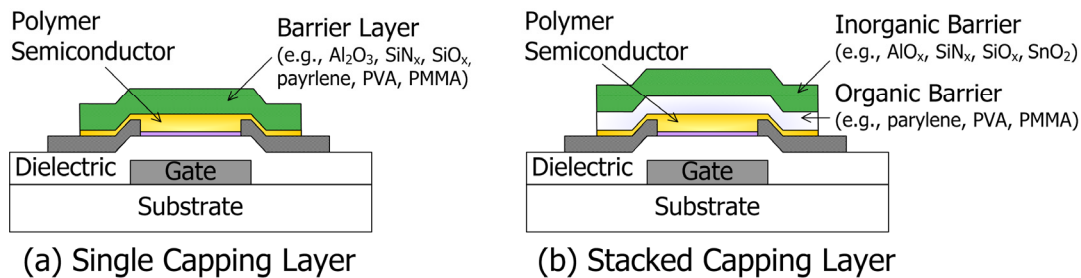 Polymer
Semiconductor
Barrier Layer
(e.g., Al₂O₃, SiNₓ, SiOₓ,
payrlene, PVA, PMMA)
Dielectric
Gate
Substrate
(a) Single Capping Layer
Polymer
Semiconductor
Inorganic Barrier
(e.g., AlOₓ, SiNₓ, SiOₓ, SnO₂)
Organic Barrier
(e.g., parylene, PVA, PMMA)
Dielectric
Gate
Substrate
(b) Stacked Capping Layer